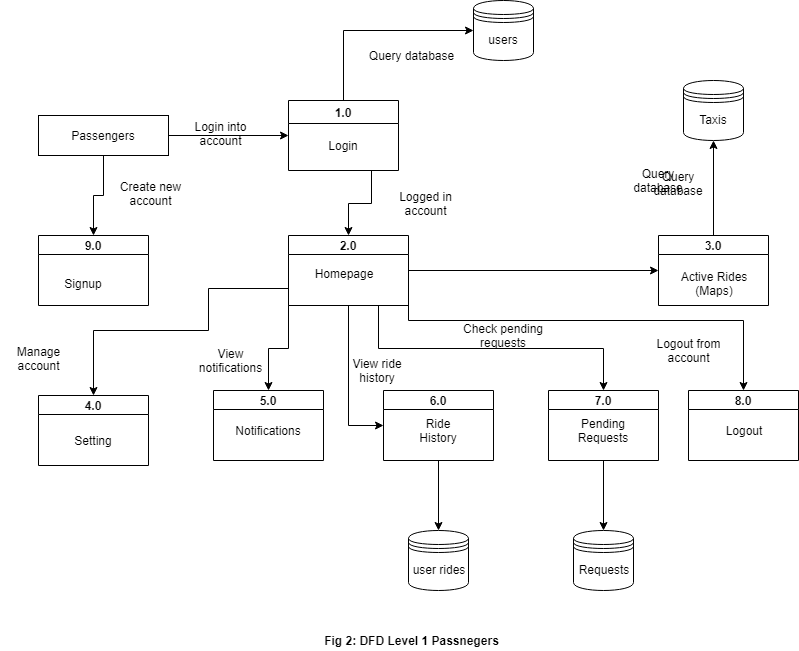 users
Query database
1.0
Login
Passengers
Login into
account
Taxis
Query
database
Query
database
Create new
account
Logged in
account
9.0
Signup
2.0
Homepage
3.0
Active Rides
(Maps)
Manage
account
View
notifications
View ride
history
Check pending
requests
Logout from
account
4.0
Setting
5.0
Notifications
6.0
Ride
History
7.0
Pending
Requests
8.0
Logout
user rides
Requests
Fig 2: DFD Level 1 Passnegers